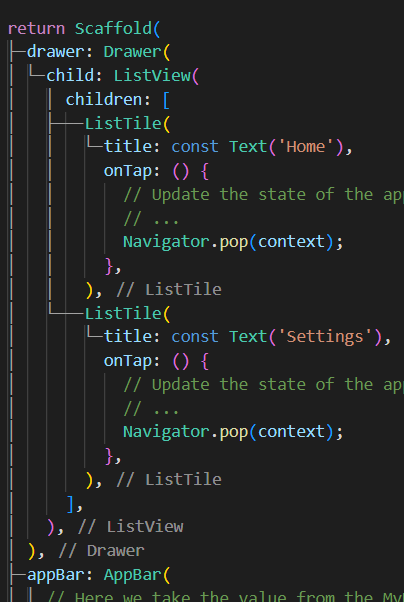 return Scaffold(
drawer: Drawer(
child: ListView(
children: [
ListTile(
title: const Text('Home'),
onTap: () {
// Update the state of the app
// ...
Navigator.pop(context);
},
), // ListTile
ListTile(
title: const Text('Settings'),
onTap: () {
// Update the state of the app
// ...
Navigator.pop(context);
},
), // ListTile
],
), // ListView
), // Drawer
appBar: AppBar(
// Here we take the value from the My